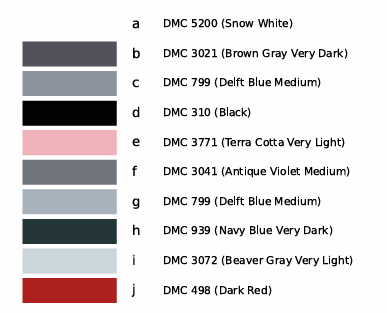 a DMC 5200 (Snow White)
b DMC 3021 (Brown Gray Very Dark)
c DMC 799 (Delft Blue Medium)
d DMC 310 (Black)
e DMC 3771 (Terra Cotta Very Light)
f DMC 3041 (Antique Violet Medium)
g DMC 799 (Delft Blue Medium)
h DMC 939 (Navy Blue Very Dark)
i DMC 3072 (Beaver Gray Very Light)
j DMC 498 (Dark Red)